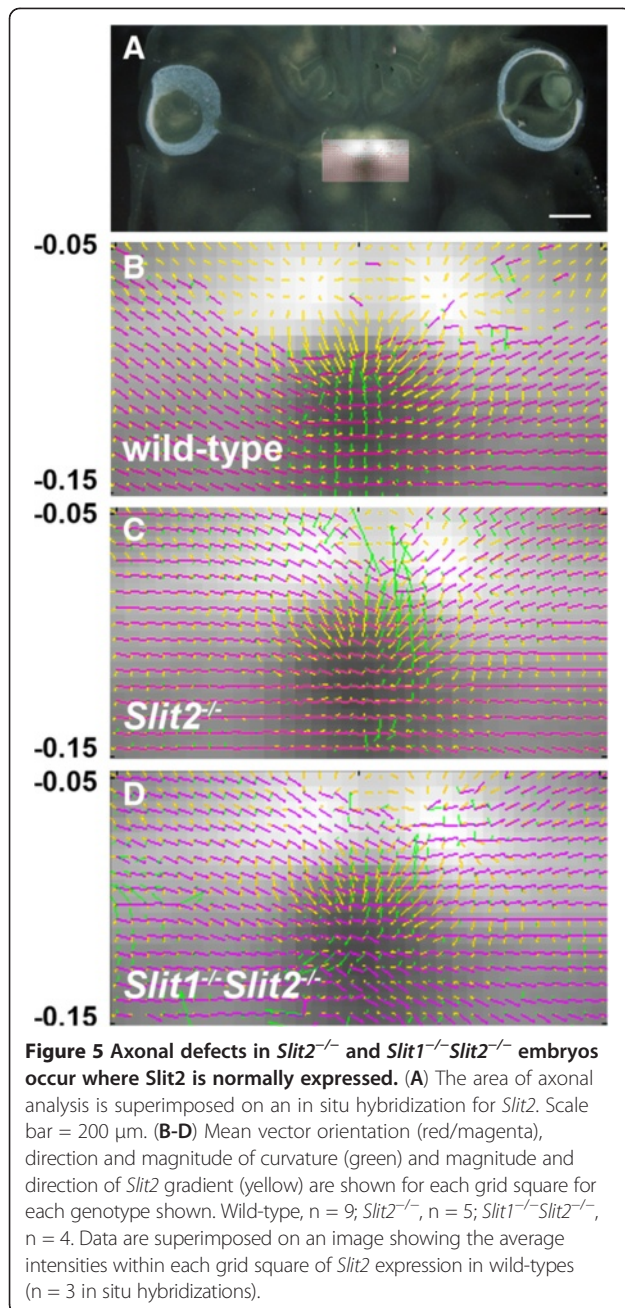 A
-0.05
B
wild-type
-0.15
-0.05
C
Slit2-/-
-0.15
-0.05
D
Slit1-/-Slit2-/-
-0.15
Figure 5 Axonal defects in Slit2−/− and Slit1−/−Slit2−/− embryos
occur where Slit2 is normally expressed. (A) The area of axonal
analysis is superimposed on an in situ hybridization for Slit2. Scale
bar = 200 μm. (B-D) Mean vector orientation (red/magenta),
direction and magnitude of curvature (green) and magnitude and
direction of Slit2 gradient (yellow) are shown for each grid square for
each genotype shown. Wild-type, n = 9; Slit2−/−, n = 5; Slit1−/−Slit2−/−,
n = 4. Data are superimposed on an image showing the average
intensities within each grid square of Slit2 expression in wild-types
(n = 3 in situ hybridizations).